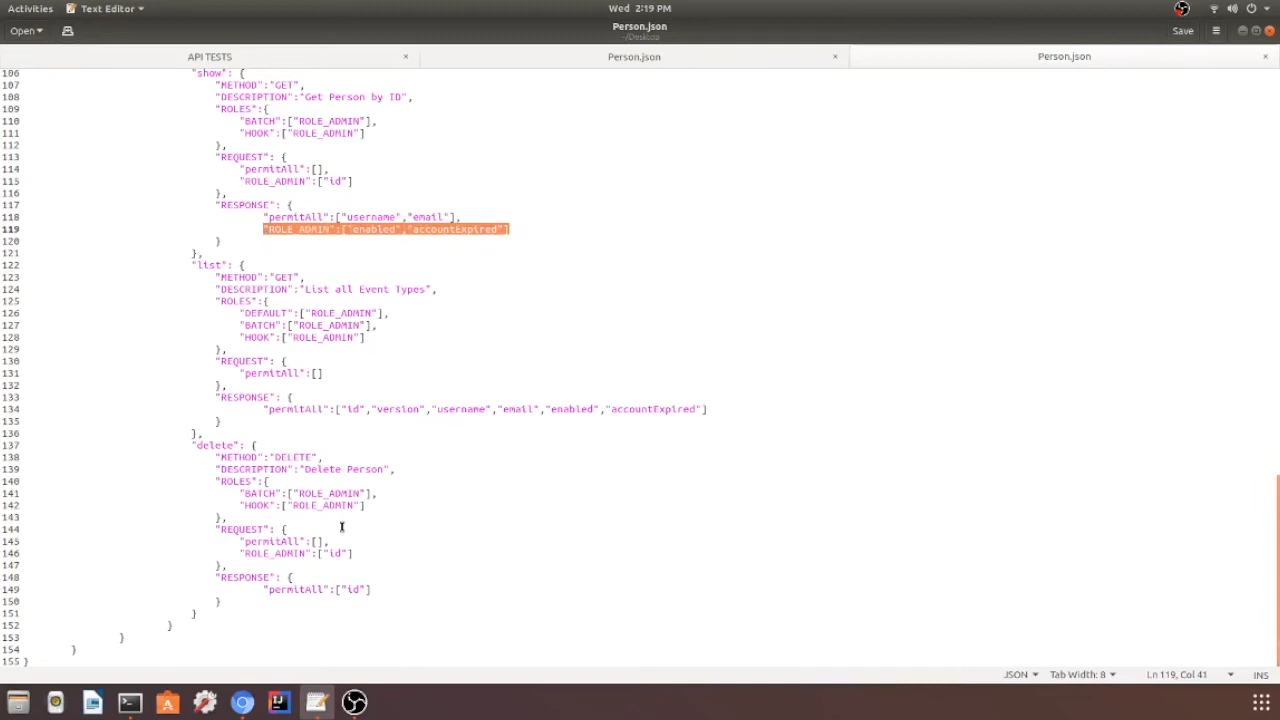 Activities Text Editor Wed 2:19 PM
Open Person.json Save
~/Desktop
API TESTS × Person.json × Person.json ×
106 "show": {
107 "METHOD":"GET",
108 "DESCRIPTION":"Get Person by ID",
109 "ROLES":{
110 "BATCH":["ROLE_ADMIN"],
111 "HOOK":["ROLE_ADMIN"]
112 },
113 "REQUEST": {
114 "permitAll":[],
115 "ROLE_ADMIN":["id"]
116 },
117 "RESPONSE": {
118 "permitAll":["username","email"],
119 "ROLE_ADMIN":["enabled","accountExpired"]
120 }
121 },
122 "list": {
123 "METHOD":"GET",
124 "DESCRIPTION":"List all Event Types",
125 "ROLES":{
126 "DEFAULT":["ROLE_ADMIN"],
127 "BATCH":["ROLE_ADMIN"],
128 "HOOK":["ROLE_ADMIN"]
129 },
130 "REQUEST": {
131 "permitAll":[]
132 },
133 "RESPONSE": {
134 "permitAll":["id","version","username","email","enabled","accountExpired"]
135 }
136 },
137 "delete": {
138 "METHOD":"DELETE",
139 "DESCRIPTION":"Delete Person",
140 "ROLES":{
141 "BATCH":["ROLE_ADMIN"],
142 "HOOK":["ROLE_ADMIN"]
143 },
144 "REQUEST": {
145 "permitAll":[],
146 "ROLE_ADMIN":["id"]
147 },
148 "RESPONSE": {
149 "permitAll":["id"]
150 }
151 }
152 }
153 }
154 }
155 }
JSON Tab Width: 8 Ln 119, Col 41 INS